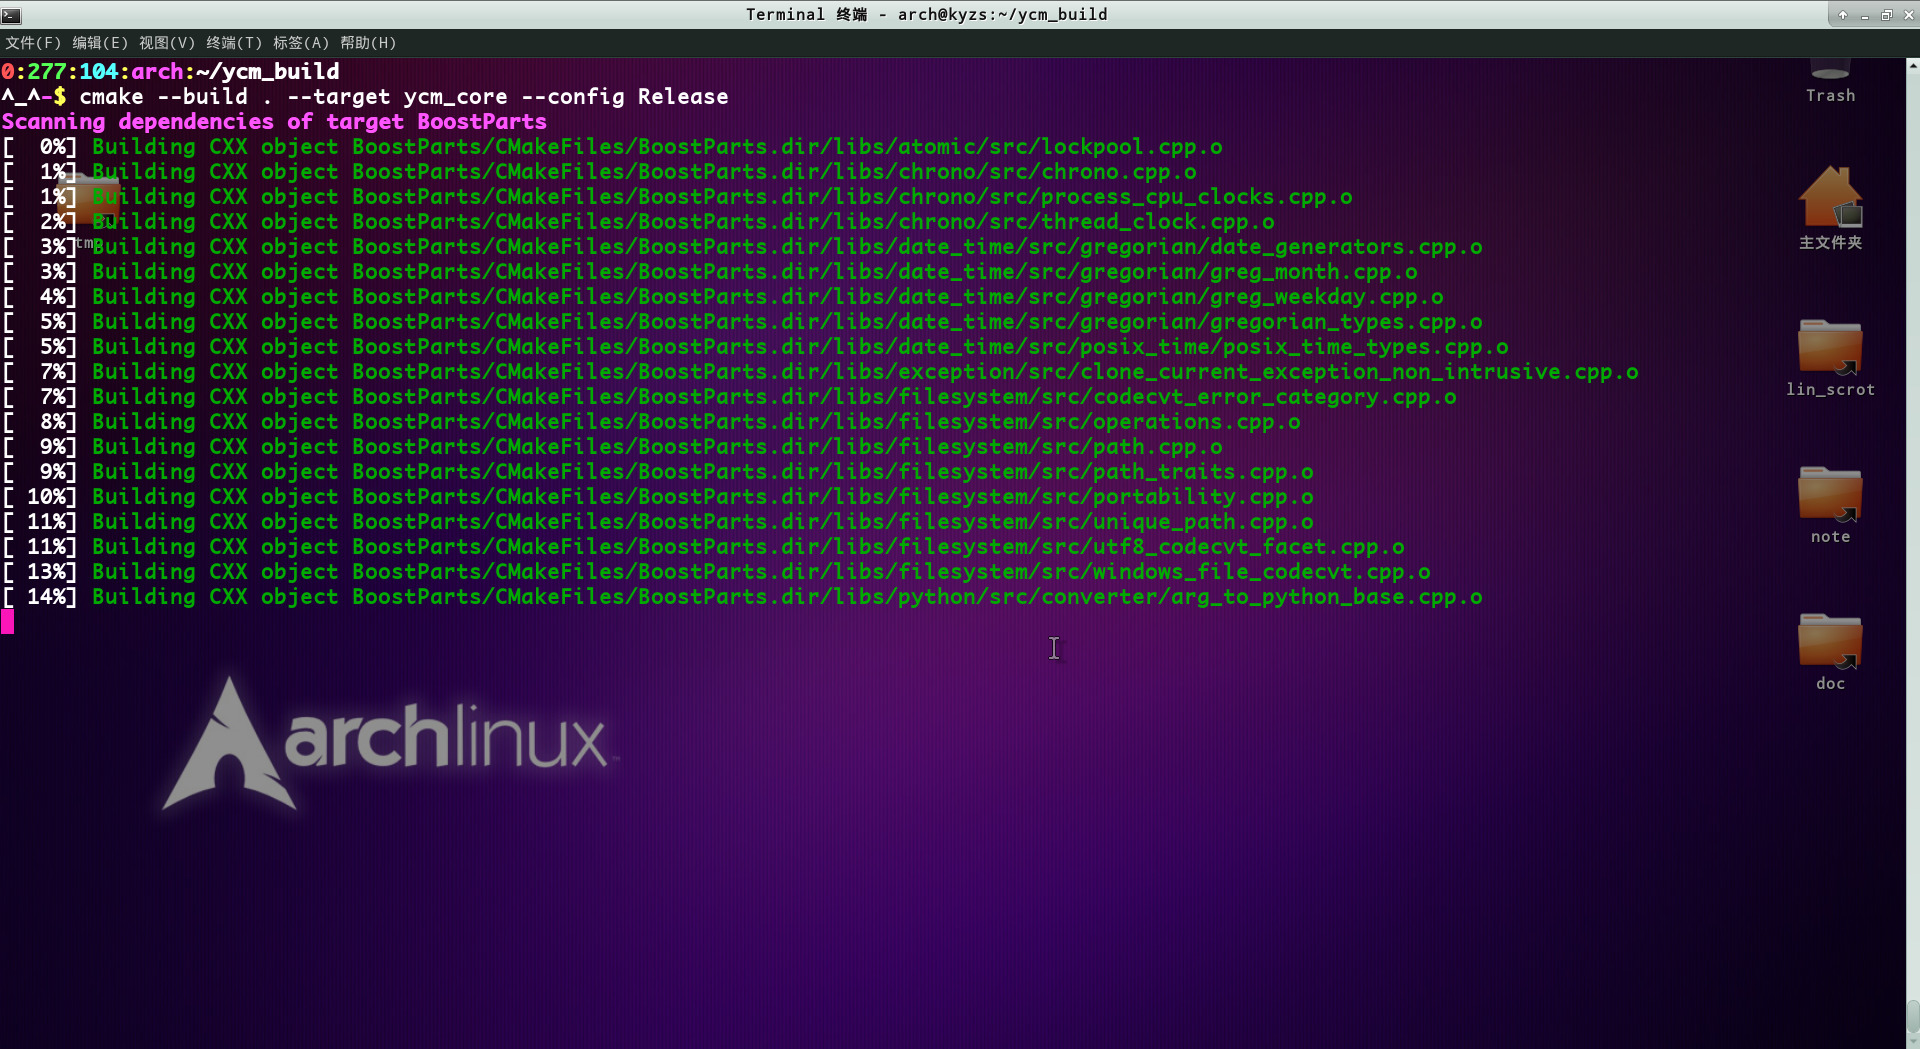 Terminal 终端 - arch@kyzs:~/ycm_build
文件(F) 编辑(E) 视图(V) 终端(T) 标签(A) 帮助(H)
0:277:104:arch:~/ycm_build
^_^-$ cmake --build . --target ycm_core --config Release
Scanning dependencies of target BoostParts
[  0%] Building CXX object BoostParts/CMakeFiles/BoostParts.dir/libs/atomic/src/lockpool.cpp.o
[  1%] Building CXX object BoostParts/CMakeFiles/BoostParts.dir/libs/chrono/src/chrono.cpp.o
[  1%] Building CXX object BoostParts/CMakeFiles/BoostParts.dir/libs/chrono/src/process_cpu_clocks.cpp.o
[  2%] Building CXX object BoostParts/CMakeFiles/BoostParts.dir/libs/chrono/src/thread_clock.cpp.o
[  3%] Building CXX object BoostParts/CMakeFiles/BoostParts.dir/libs/date_time/src/gregorian/date_generators.cpp.o
[  3%] Building CXX object BoostParts/CMakeFiles/BoostParts.dir/libs/date_time/src/gregorian/greg_month.cpp.o
[  4%] Building CXX object BoostParts/CMakeFiles/BoostParts.dir/libs/date_time/src/gregorian/greg_weekday.cpp.o
[  5%] Building CXX object BoostParts/CMakeFiles/BoostParts.dir/libs/date_time/src/gregorian/gregorian_types.cpp.o
[  5%] Building CXX object BoostParts/CMakeFiles/BoostParts.dir/libs/date_time/src/posix_time/posix_time_types.cpp.o
[  7%] Building CXX object BoostParts/CMakeFiles/BoostParts.dir/libs/exception/src/clone_current_exception_non_intrusive.cpp.o
[  7%] Building CXX object BoostParts/CMakeFiles/BoostParts.dir/libs/filesystem/src/codecvt_error_category.cpp.o
[  8%] Building CXX object BoostParts/CMakeFiles/BoostParts.dir/libs/filesystem/src/operations.cpp.o
[  9%] Building CXX object BoostParts/CMakeFiles/BoostParts.dir/libs/filesystem/src/path.cpp.o
[  9%] Building CXX object BoostParts/CMakeFiles/BoostParts.dir/libs/filesystem/src/path_traits.cpp.o
[ 10%] Building CXX object BoostParts/CMakeFiles/BoostParts.dir/libs/filesystem/src/portability.cpp.o
[ 11%] Building CXX object BoostParts/CMakeFiles/BoostParts.dir/libs/filesystem/src/unique_path.cpp.o
[ 11%] Building CXX object BoostParts/CMakeFiles/BoostParts.dir/libs/filesystem/src/utf8_codecvt_facet.cpp.o
[ 13%] Building CXX object BoostParts/CMakeFiles/BoostParts.dir/libs/filesystem/src/windows_file_codecvt.cpp.o
[ 14%] Building CXX object BoostParts/CMakeFiles/BoostParts.dir/libs/python/src/converter/arg_to_python_base.cpp.o
archlinux
Trash
主文件夹
lin_scrot
note
doc